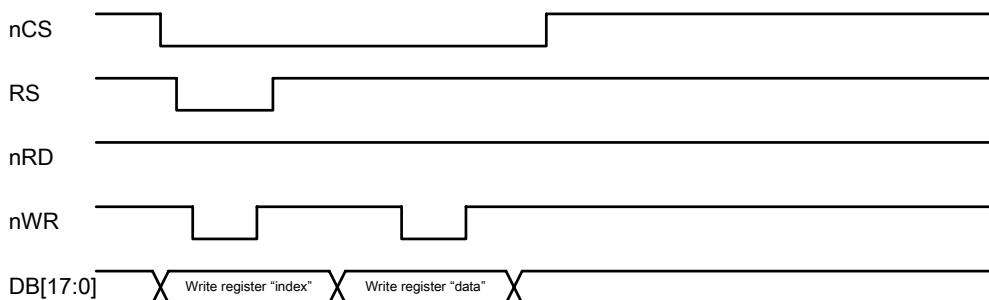 nCS
RS
nRD
nWR
DB[17:0]
Write register “index”
Write register “data”